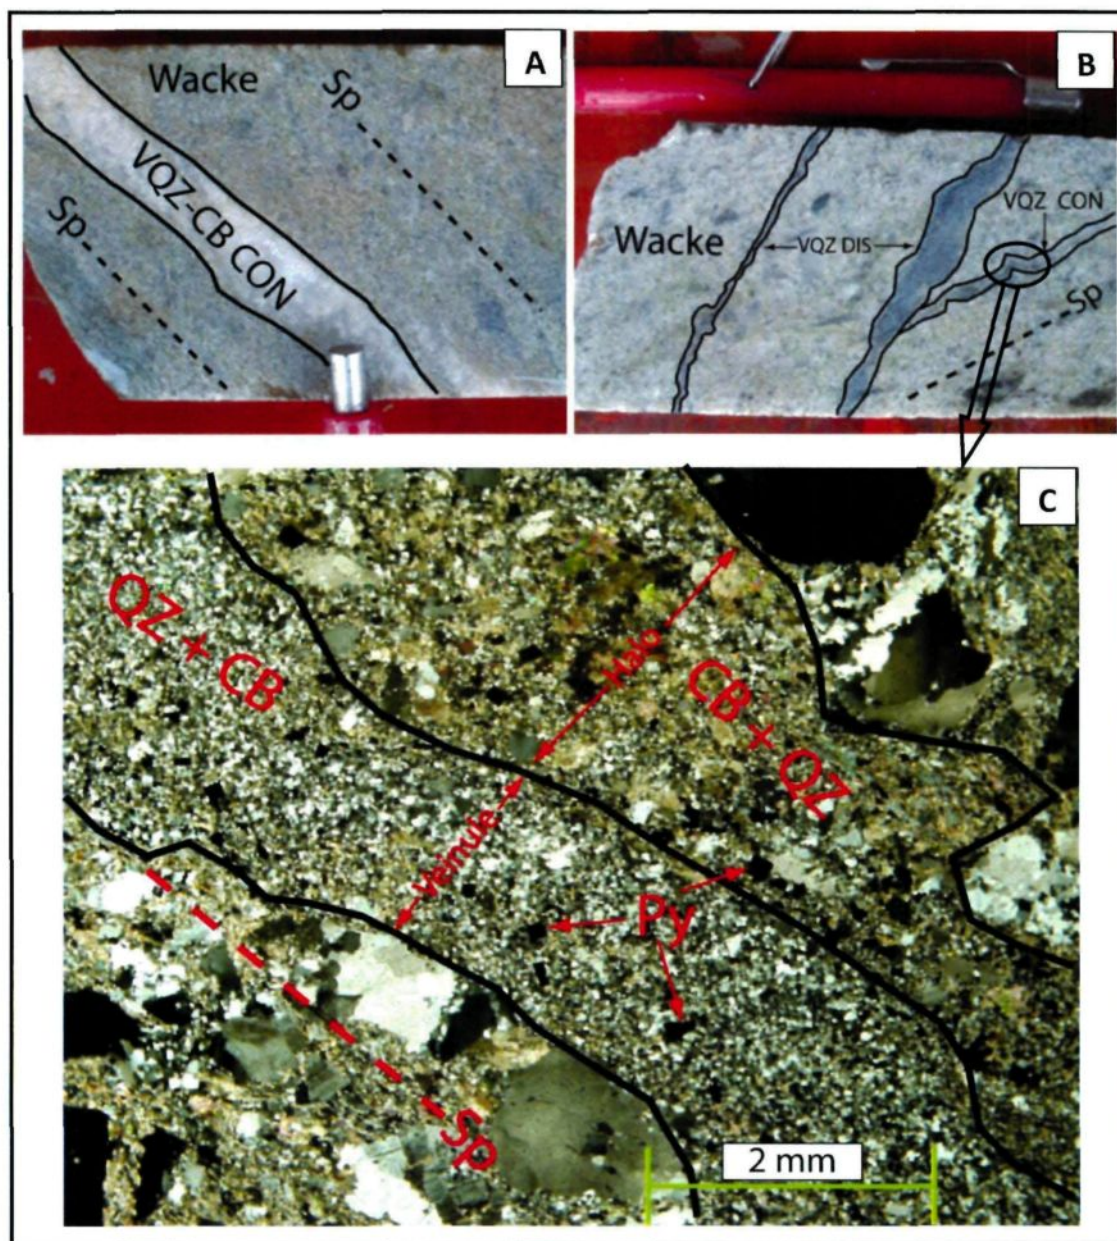 A
Wacke
Sp
VQZ-CB CON
Sp
B
VQZ CON
Wacke
VQZ DIS
Sp
C
QZ + CB
Halo
CB + QZ
Veinule
Py
Sp
2 mm